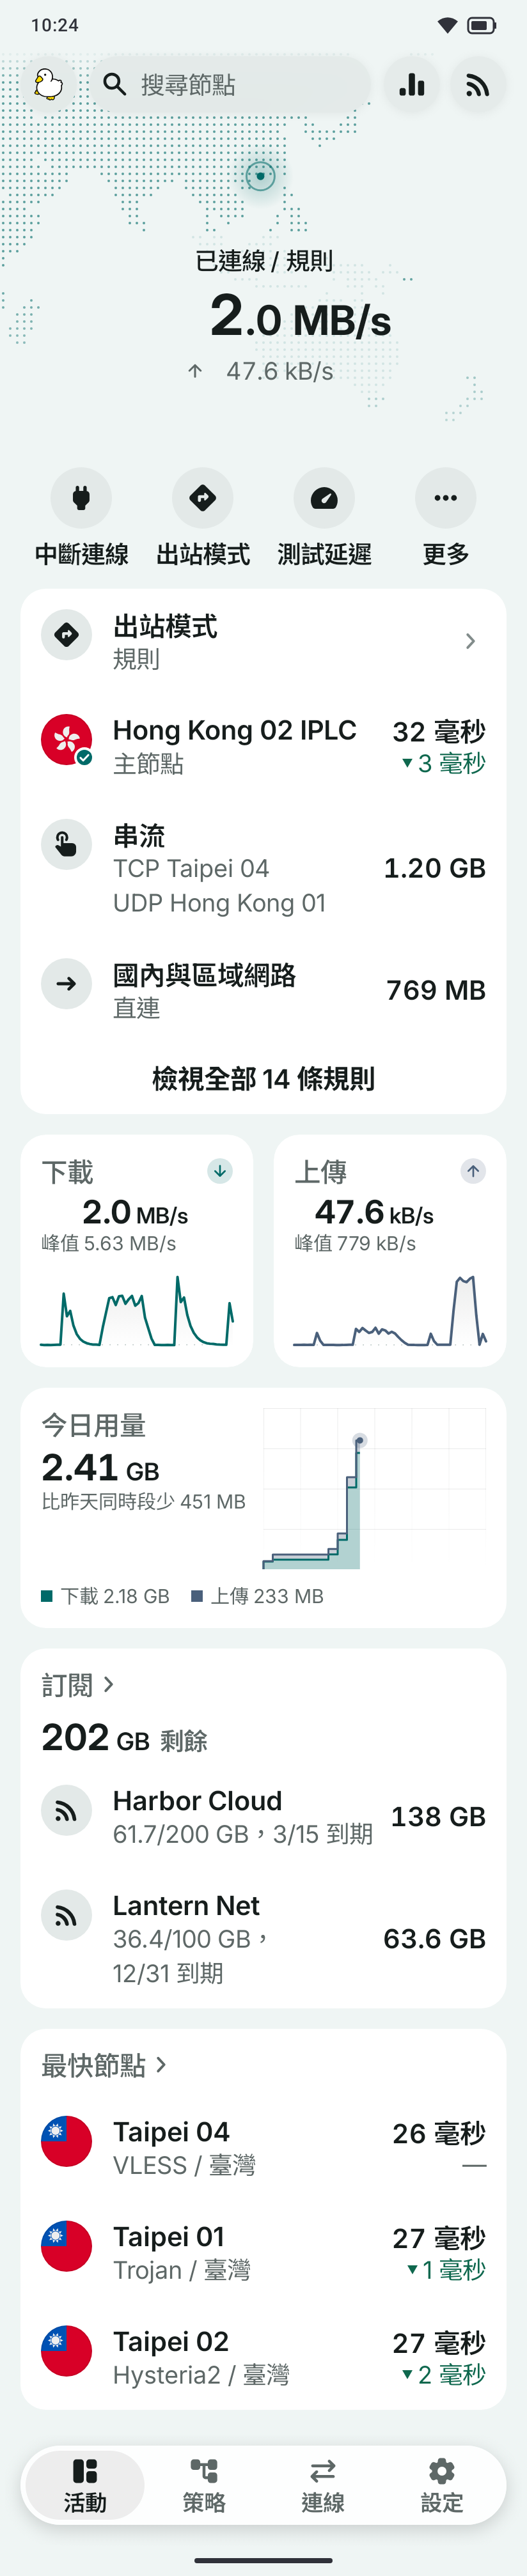 10:24
搜尋節點
已連線 / 規則
2.0 MB/s
↑ 47.6 kB/s
中斷連線 出站模式 測試延遲 更多
出站模式
規則
Hong Kong 02 IPLC 32 毫秒
主節點 ▼3 毫秒
串流
TCP Taipei 04 1.20 GB
UDP Hong Kong 01
國內與區域網路 769 MB
直連
檢視全部 14 條規則
下載 上傳
2.0 MB/s 47.6 kB/s
峰值 5.63 MB/s 峰值 779 kB/s
今日用量
2.41 GB
比昨天同時段少 451 MB
下載 2.18 GB 上傳 233 MB
訂閱
202 GB 剩餘
Harbor Cloud 138 GB
61.7/200 GB，3/15 到期
Lantern Net
36.4/100 GB， 63.6 GB
12/31 到期
最快節點
Taipei 04 26 毫秒
VLESS / 臺灣 —
Taipei 01 27 毫秒
Trojan / 臺灣 ▼1 毫秒
Taipei 02 27 毫秒
Hysteria2 / 臺灣 ▼2 毫秒
活動 策略 連線 設定